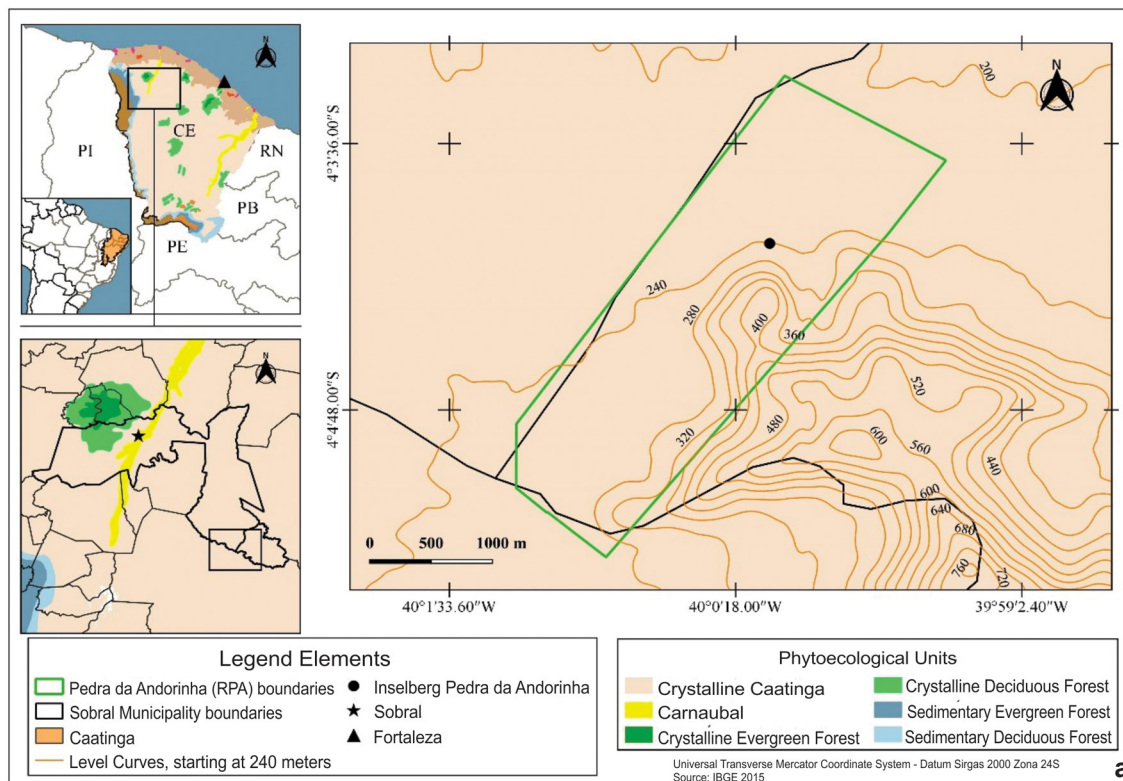 N
CE
PI
RN
PB
PE
N
N
200
4°3'36.00"S
240
280
400
360
520
4°4'48.00"S
320
480
600
560
440
600
640
680
760
720
0 500 1000 m
40°1'33.60"W 40°0'18.00"W 39°59'2.40"W
Legend Elements
Pedra da Andorinha (RPA) boundaries
Sobral Municipality boundaries
Caatinga
Level Curves, starting at 240 meters
Inselberg Pedra da Andorinha
Sobral
Fortaleza
Phytoecological Units
Crystalline Caatinga
Carnaubal
Crystalline Evergreen Forest
Crystalline Deciduous Forest
Sedimentary Evergreen Forest
Sedimentary Deciduous Forest
Universal Transverse Mercator Coordinate System - Datum Sirgas 2000 Zona 24S
Source: IBGE 2015
a